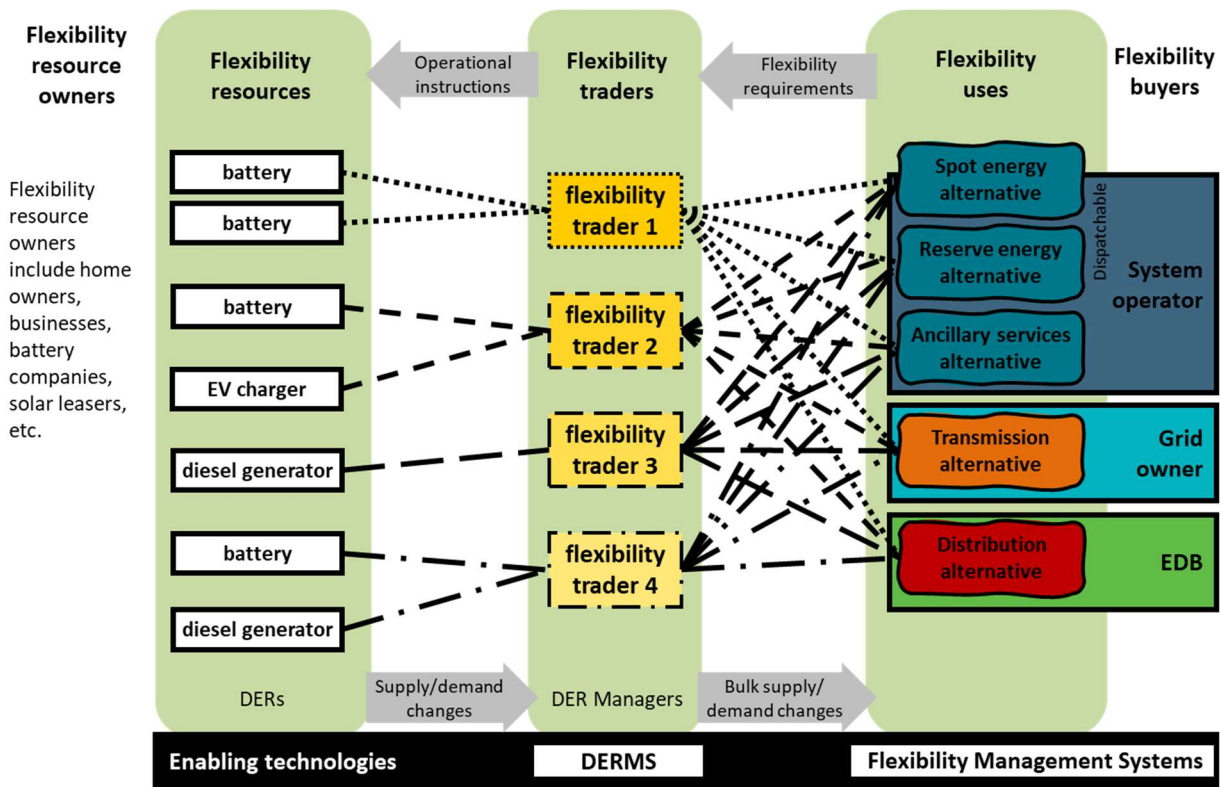 Flexibility
resource
owners
Flexibility
resources
Operational
instructions
Flexibility
traders
Flexibility
requirements
Flexibility
uses
Flexibility
buyers
Flexibility
resource
owners
include home
owners,
businesses,
battery
companies,
solar leasers,
etc.
battery
battery
battery
EV charger
diesel generator
battery
diesel generator
flexibility
trader 1
flexibility
trader 2
flexibility
trader 3
flexibility
trader 4
Spot energy
alternative
Reserve energy
alternative
Ancillary services
alternative
Dispatchable
System
operator
Transmission
alternative
Grid
owner
Distribution
alternative
EDB
DERs
Supply/demand
changes
DER Managers
Bulk supply/
demand changes
Enabling technologies
DERMS
Flexibility Management Systems